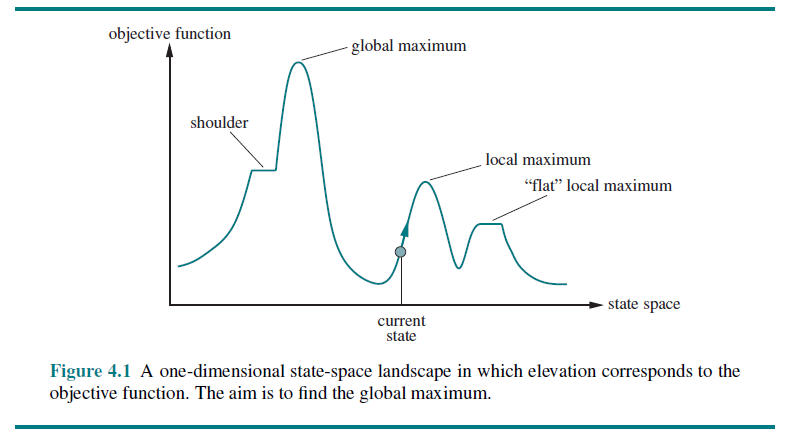 objective function
global maximum
shoulder
local maximum
“flat” local maximum
state space
current
state
Figure 4.1 A one-dimensional state-space landscape in which elevation corresponds to the
objective function. The aim is to find the global maximum.